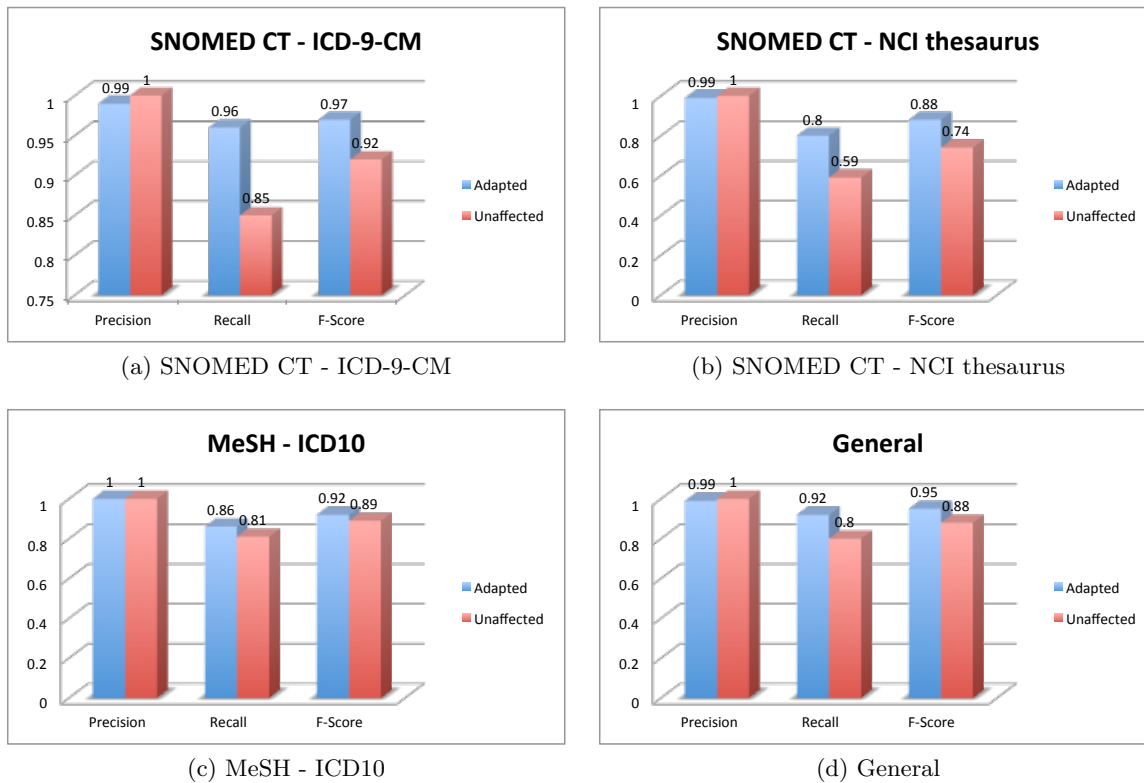 SNOMED CT - ICD-9-CM
0.99 1 0.96 0.85 0.97 0.92
1
0.95
0.9
0.85
0.8
0.75
Precision Recall F-Score
Adapted
Unaffected
(a) SNOMED CT - ICD-9-CM
SNOMED CT - NCI thesaurus
0.99 1 0.8 0.59 0.88 0.74
1
0.8
0.6
0.4
0.2
0
Precision Recall F-Score
Adapted
Unaffected
(b) SNOMED CT - NCI thesaurus
MeSH - ICD10
1 1 0.86 0.81 0.92 0.89
1
0.8
0.6
0.4
0.2
0
Precision Recall F-Score
Adapted
Unaffected
(c) MeSH - ICD10
General
0.99 1 0.92 0.8 0.95 0.88
1
0.8
0.6
0.4
0.2
0
Precision Recall F-Score
Adapted
Unaffected
(d) General